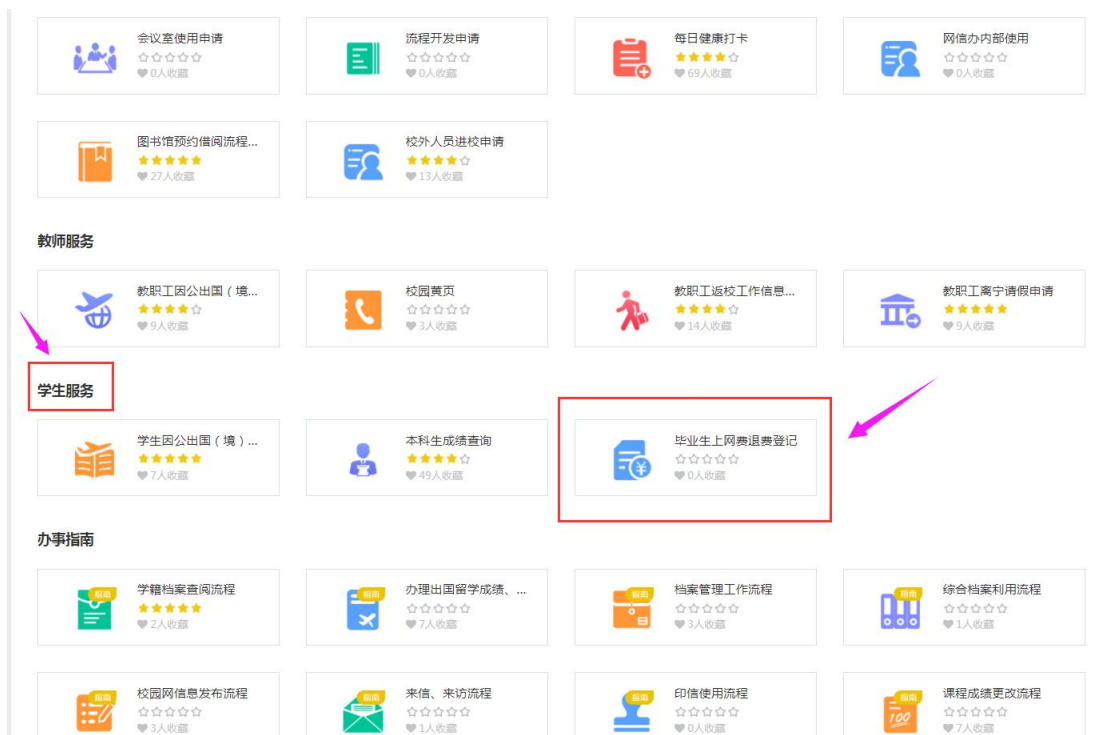 会议室使用申请
0人收藏
流程开发申请
0人收藏
每日健康打卡
69人收藏
网信办内部使用
0人收藏
图书馆预约借阅流程...
27人收藏
校外人员进校申请
13人收藏
教师服务
教职工因公出国（境...
9人收藏
校园黄页
3人收藏
教职工返校工作信息...
14人收藏
教职工离宁请假申请
9人收藏
学生服务
学生因公出国（境）...
7人收藏
本科生成绩查询
49人收藏
毕业生上网费退费登记
0人收藏
办事指南
指南
学籍档案查阅流程
2人收藏
指南
办理出国留学成绩、...
7人收藏
指南
档案管理工作流程
3人收藏
指南
综合档案利用流程
1人收藏
指南
校园网信息发布流程
3人收藏
指南
来信、来访流程
1人收藏
指南
印信使用流程
0人收藏
指南
100
课程成绩更改流程
7人收藏